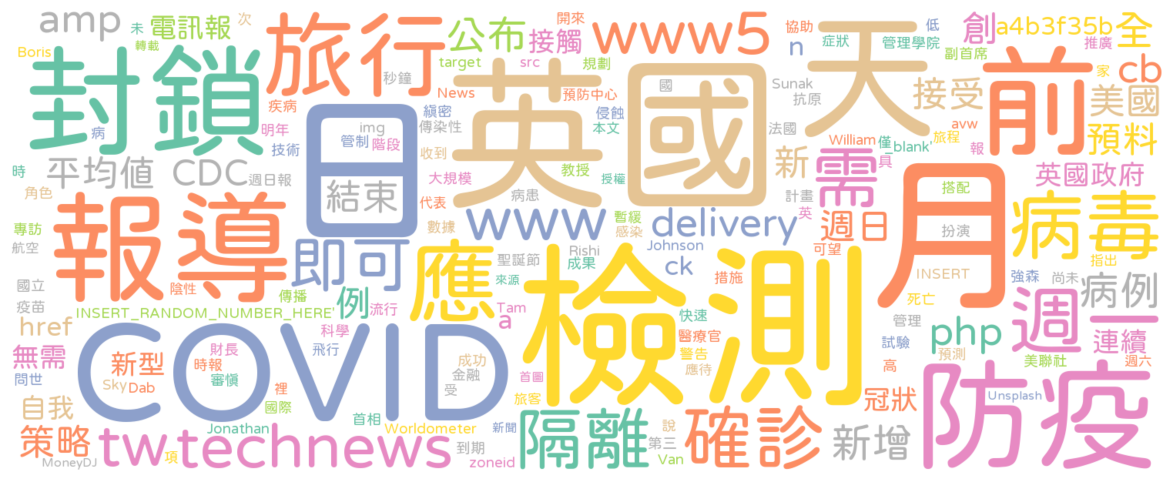 amp 未 次 電訊報 旅行 公布 開來 接觸 www5 天 協助 低 創 a4b3f35b 全
Boris 轉載 target src 規劃 n 症狀 管理學院 副首席 推廣
封鎖 秒鐘 News 預防中心 國 Sunak 抗原 前 家 cb
疾病 日 英國 接受 美國
病 明年 img 縝密 侵蝕 法國 avw 預料
管制 階段 傳染性 本文 William 僅 _blank' 旅程 報
時 平均值 CDC 技術 收到 教授 新 需 具 英國政府
週日報 結束 大規模 授權 計畫 搭配
角色 代表 病患 英 月 病毒
專訪 報導 www 暫緩 delivery 週日 扮演
航空 即可 數據 感染 Johnson 可望 指出
聖誕節 Rishi ck
國立 陰性 應 成果 措施 INSERT 強森 尚未 病例
疫苗 傳播 例 來源 檢測 死亡
INSERT_RANDOM_NUMBER_HERE' 流行 Tam 快速 管理 週一
href 科學 a 醫療官 php 連續
無需 新型 財長 飛行 成功 警告 試驗 預測 美聯社
問世 Sky Dab 時報 COVID 金融 首圖 應待 高 週六
審慎 裡 受 旅客 防疫
自我 國際 首相 冠狀 Unsplash
策略 Jonathan Worldometer 新聞 隔離 說 確診 新增
tw technews 到期 第三
MoneyDJ 項 zoneid Van